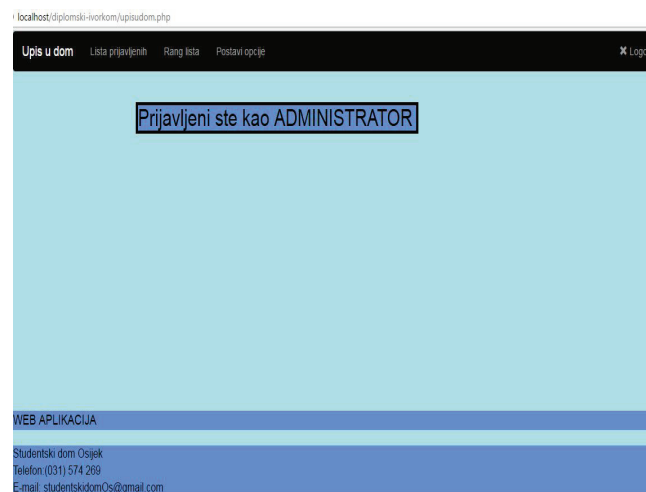 localhost/diplomski-ivorkom/upisudom.php
Upis u dom Lista prijavljenih Rang lista Postavi opcije ✖ Logo
Prijavljeni ste kao ADMINISTRATOR
WEB APLIKACIJA
Studentski dom Osijek
Telefon:(031) 574 269
E-mail: studentskidomOs@gmail.com